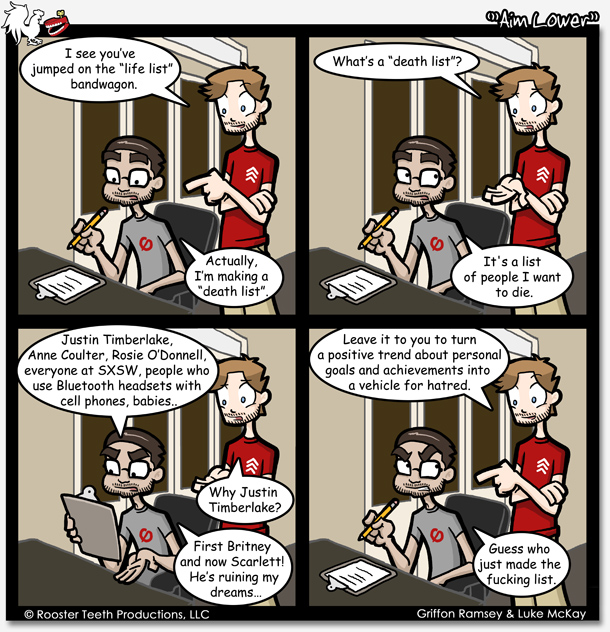 "Aim Lower"
I see you've
jumped on the "life list"
bandwagon.
Actually,
I'm making a
"death list".
What's a "death list"?
It's a list
of people I want
to die.
Justin Timberlake,
Anne Coulter, Rosie O'Donnell,
everyone at SXSW, people who
use Bluetooth headsets with
cell phones, babies..
Why Justin
Timberlake?
First Britney
and now Scarlett!
He's ruining my
dreams...
Leave it to you to turn
a positive trend about personal
goals and achievements into
a vehicle for hatred.
Guess who
just made the
fucking list.
© Rooster Teeth Productions, LLC
Griffon Ramsey & Luke McKay